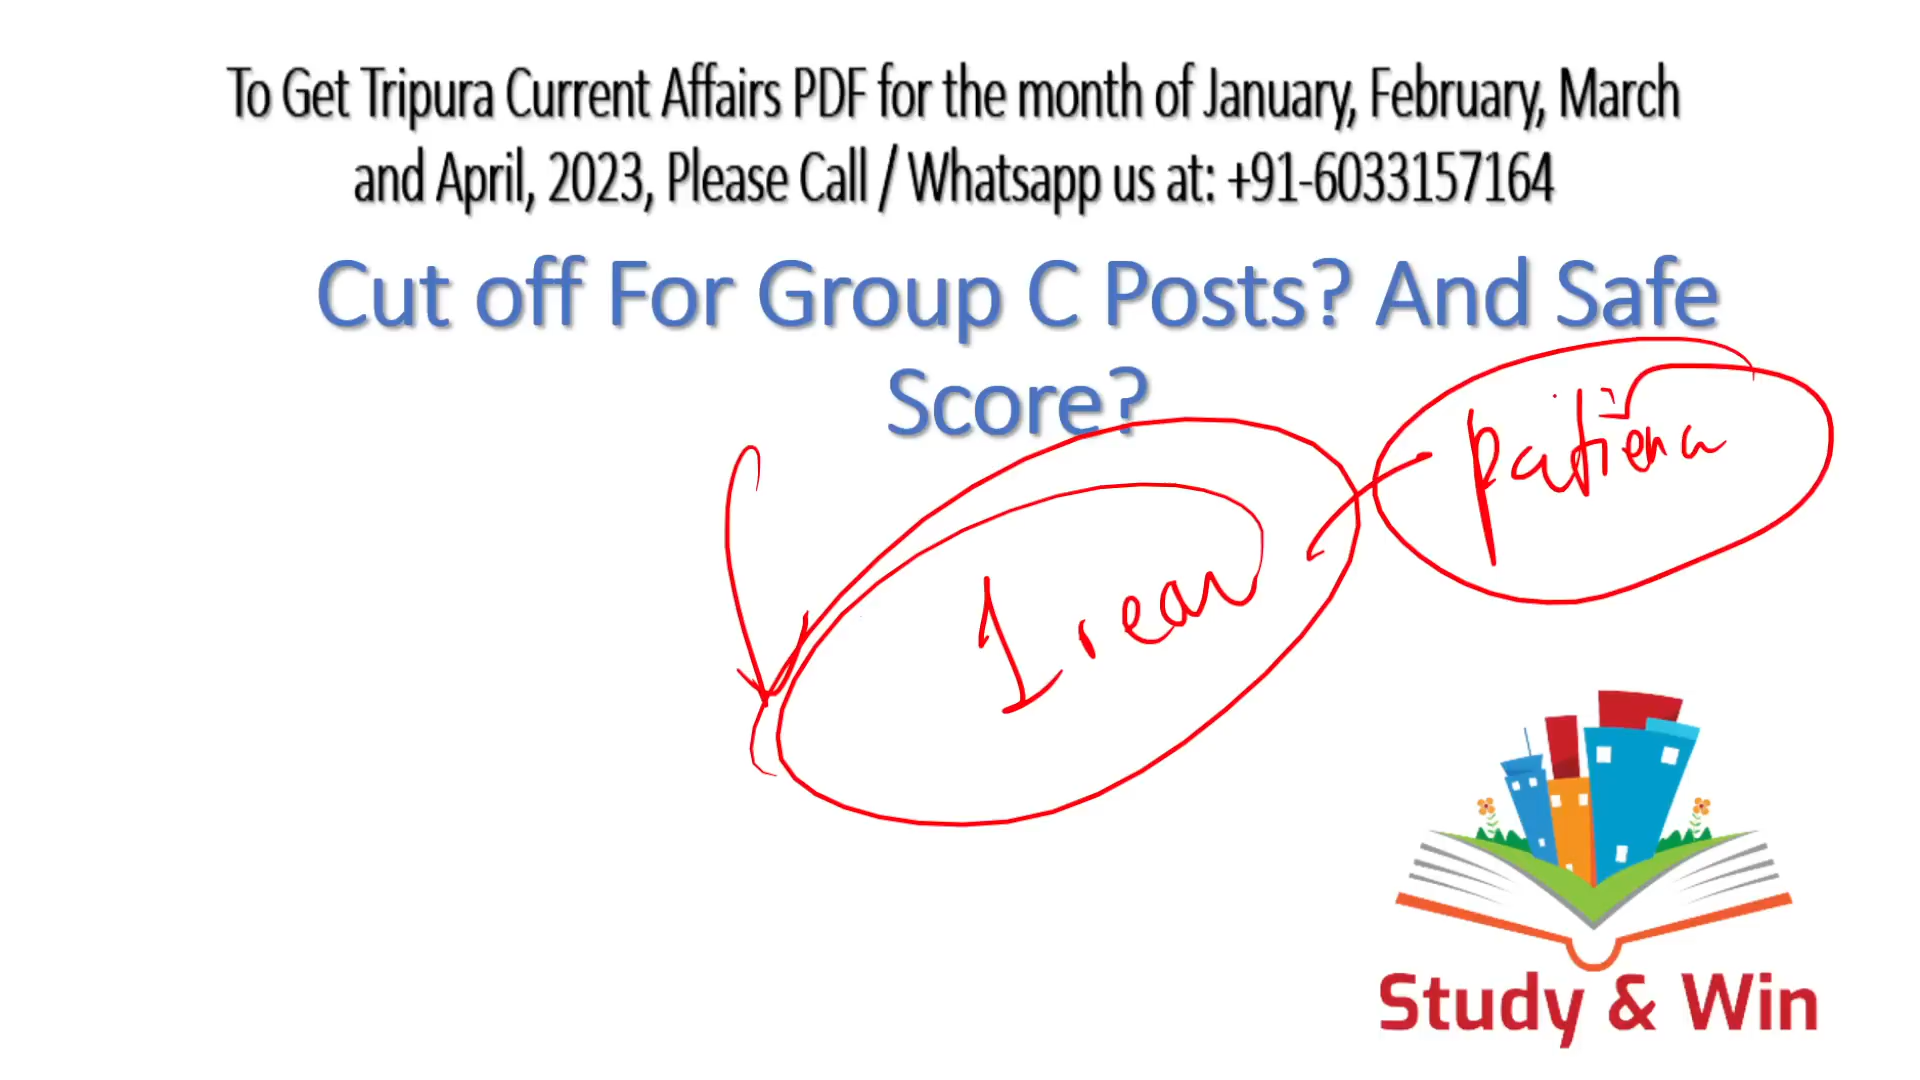 To Get Tripura Current Affairs PDF for the month of January, February, March
and April, 2023, Please Call / Whatsapp us at: +91-6033157164
Cut off For Group C Posts? And Safe
Score?
1
Study & Win